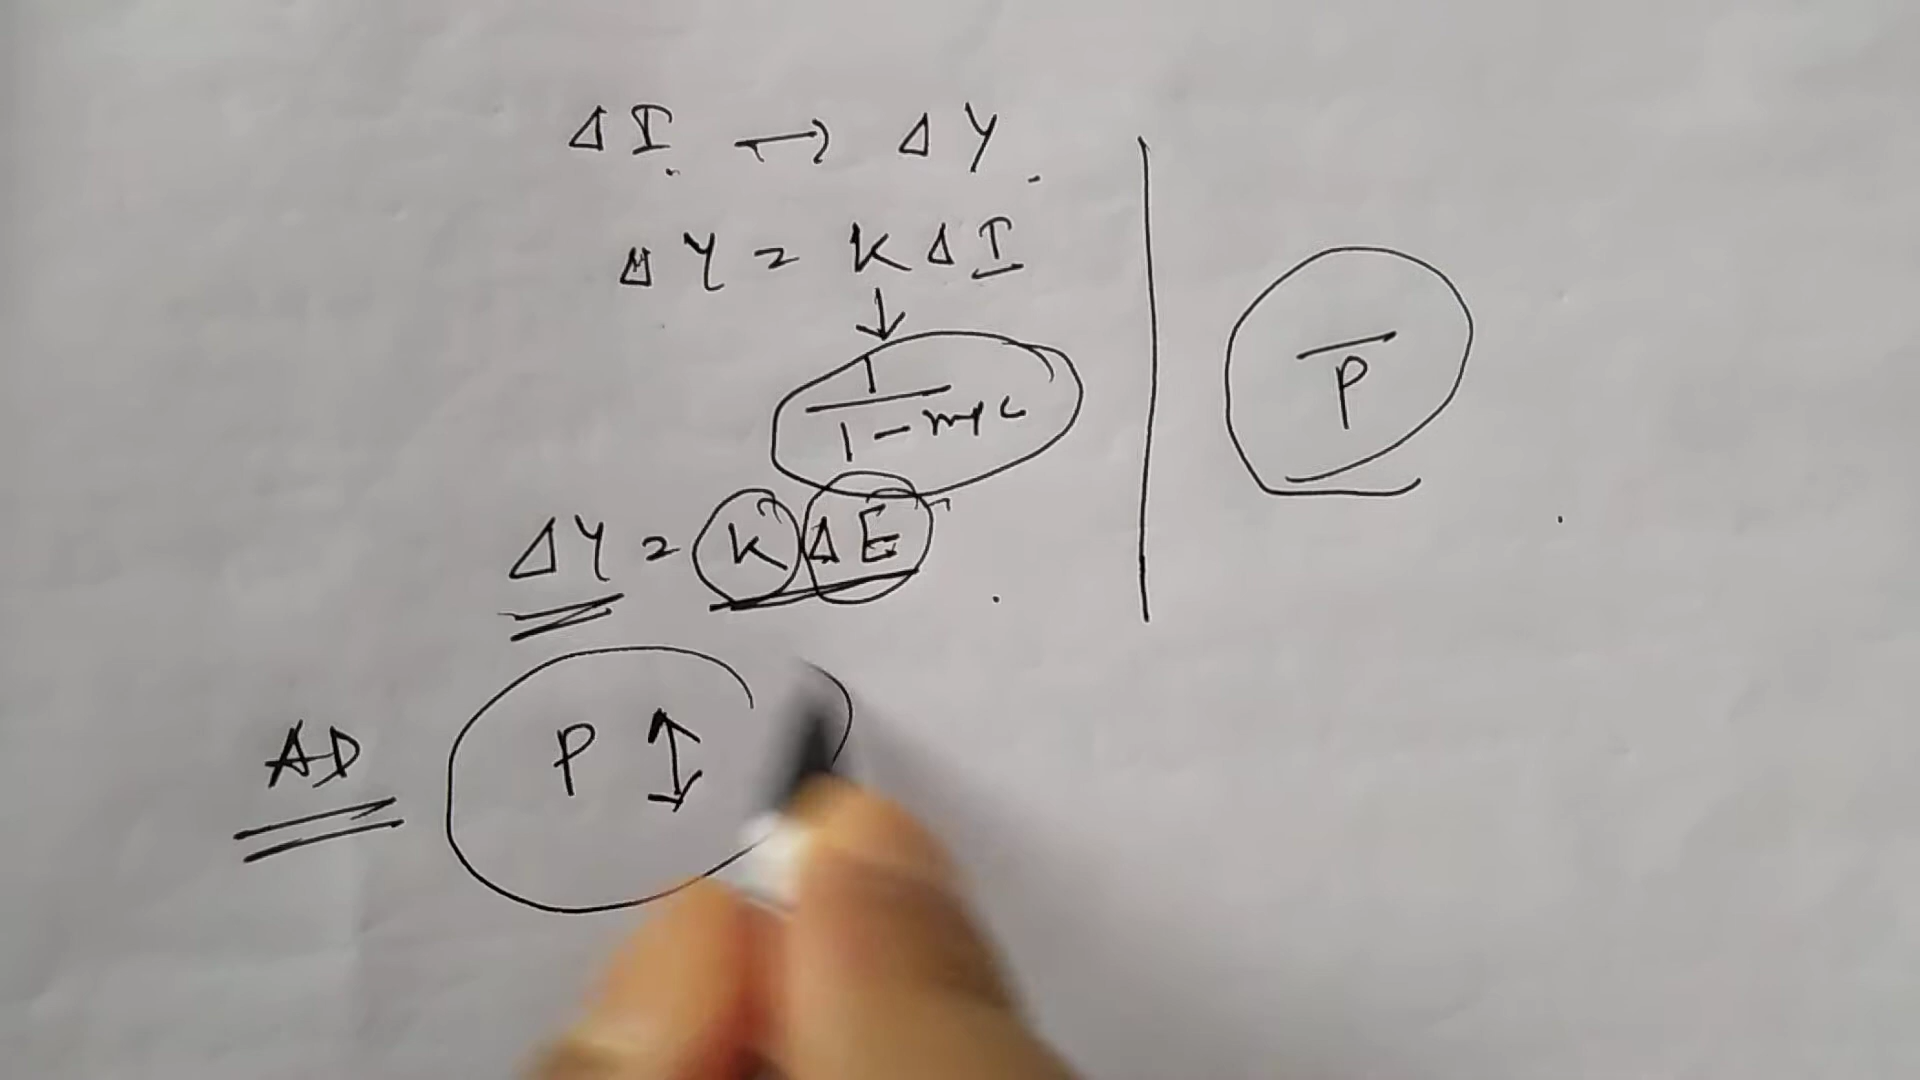 ΔI → ΔY
ΔY = KΔI
↓
1
1 - mpc
ΔY = KΔE
AD P ↕
P̅